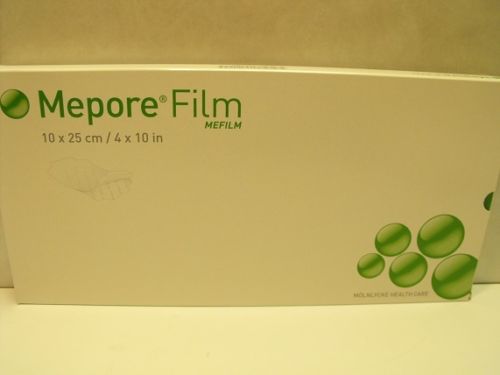 Mepore® Film
MEFILM
10 x 25 cm / 4 x 10 in
MÖLNLYCKE HEALTH CARE